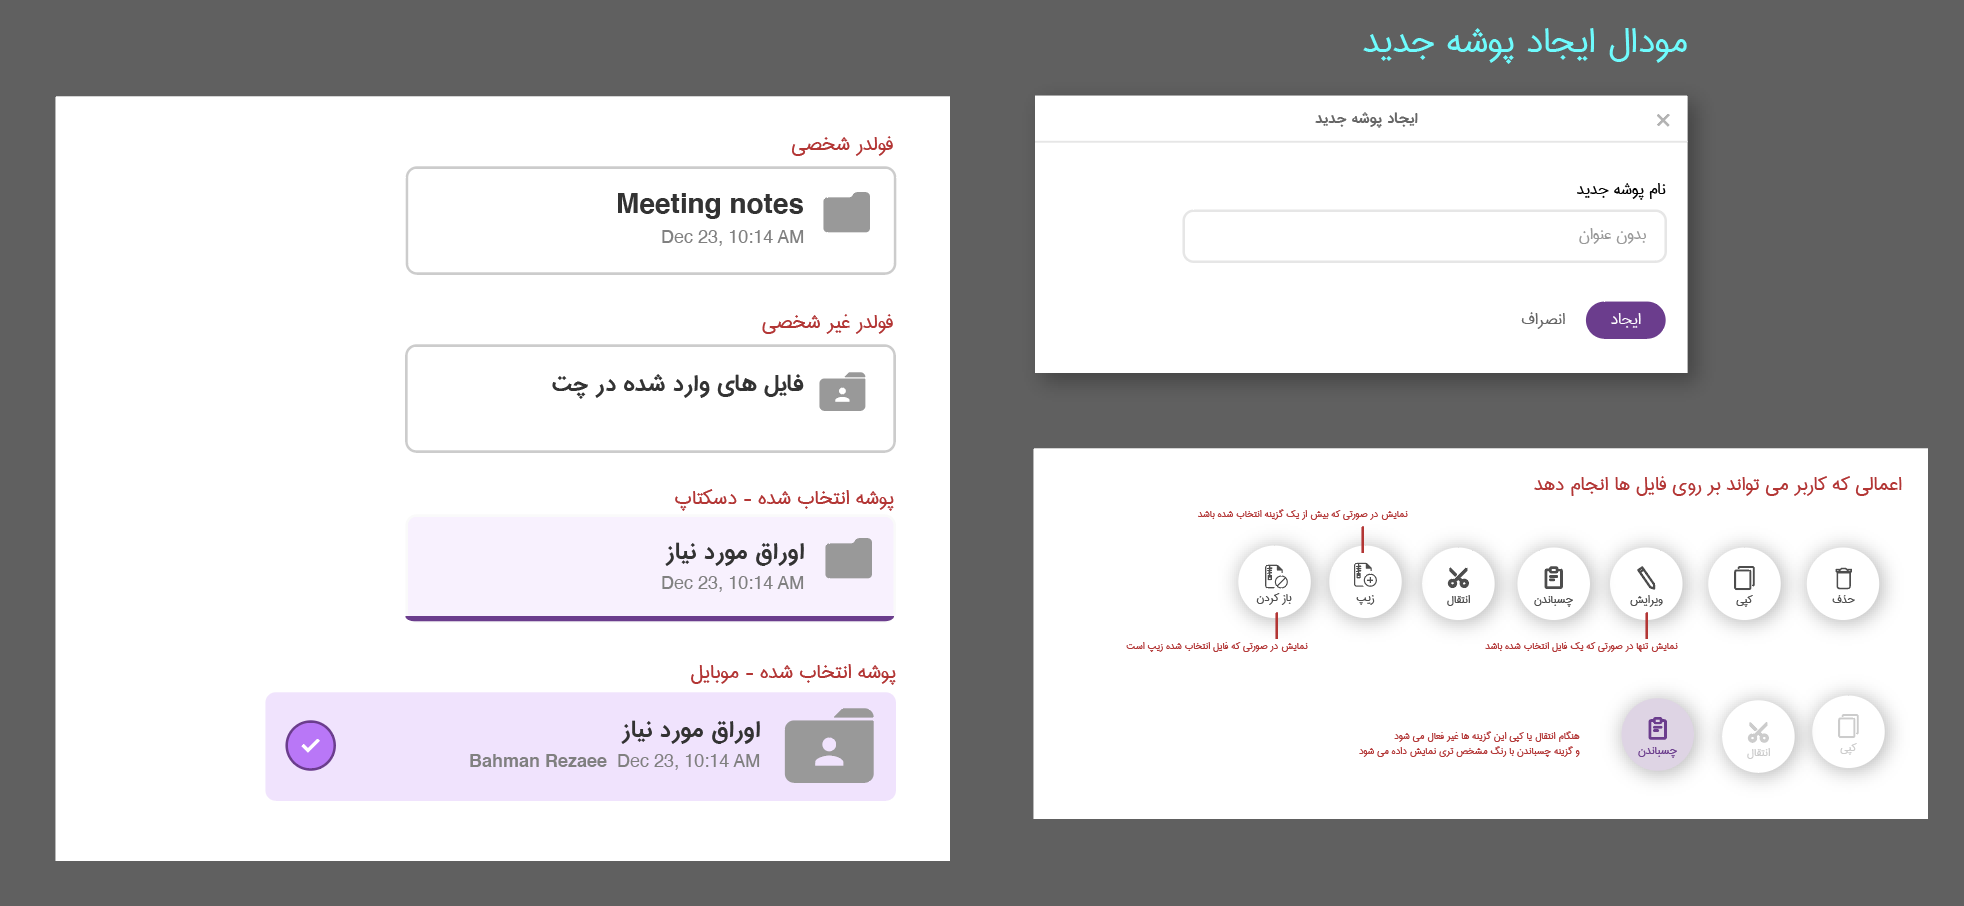 مودال ایجاد پوشه جدید
ایجاد پوشه جدید
نام پوشه جدید
بدون عنوان
ایجاد
انصراف
فولدر شخصی
Meeting notes
Dec 23, 10:14 AM
فولدر غیر شخصی
فایل های وارد شده در چت
پوشه انتخاب شده - دسکتاپ
اوراق مورد نیاز
Dec 23, 10:14 AM
پوشه انتخاب شده - موبایل
اوراق مورد نیاز
Bahman Rezaee Dec 23, 10:14 AM
اعمالی که کاربر می تواند بر روی فایل ها انجام دهد
نمایش در صورتی که بیش از یک گزینه انتخاب شده باشد
حذف
کپی
ویرایش
چسباندن
انتقال
زیپ
باز کردن
نمایش تنها در صورتی که یک فایل انتخاب شده باشد
نمایش در صورتی که فایل انتخاب شده زیپ است
کپی
انتقال
چسباندن
هنگام انتقال یا کپی این گزینه ها غیر فعال می شود
و گزینه چسباندن با رنگ مشخص تری نمایش داده می شود